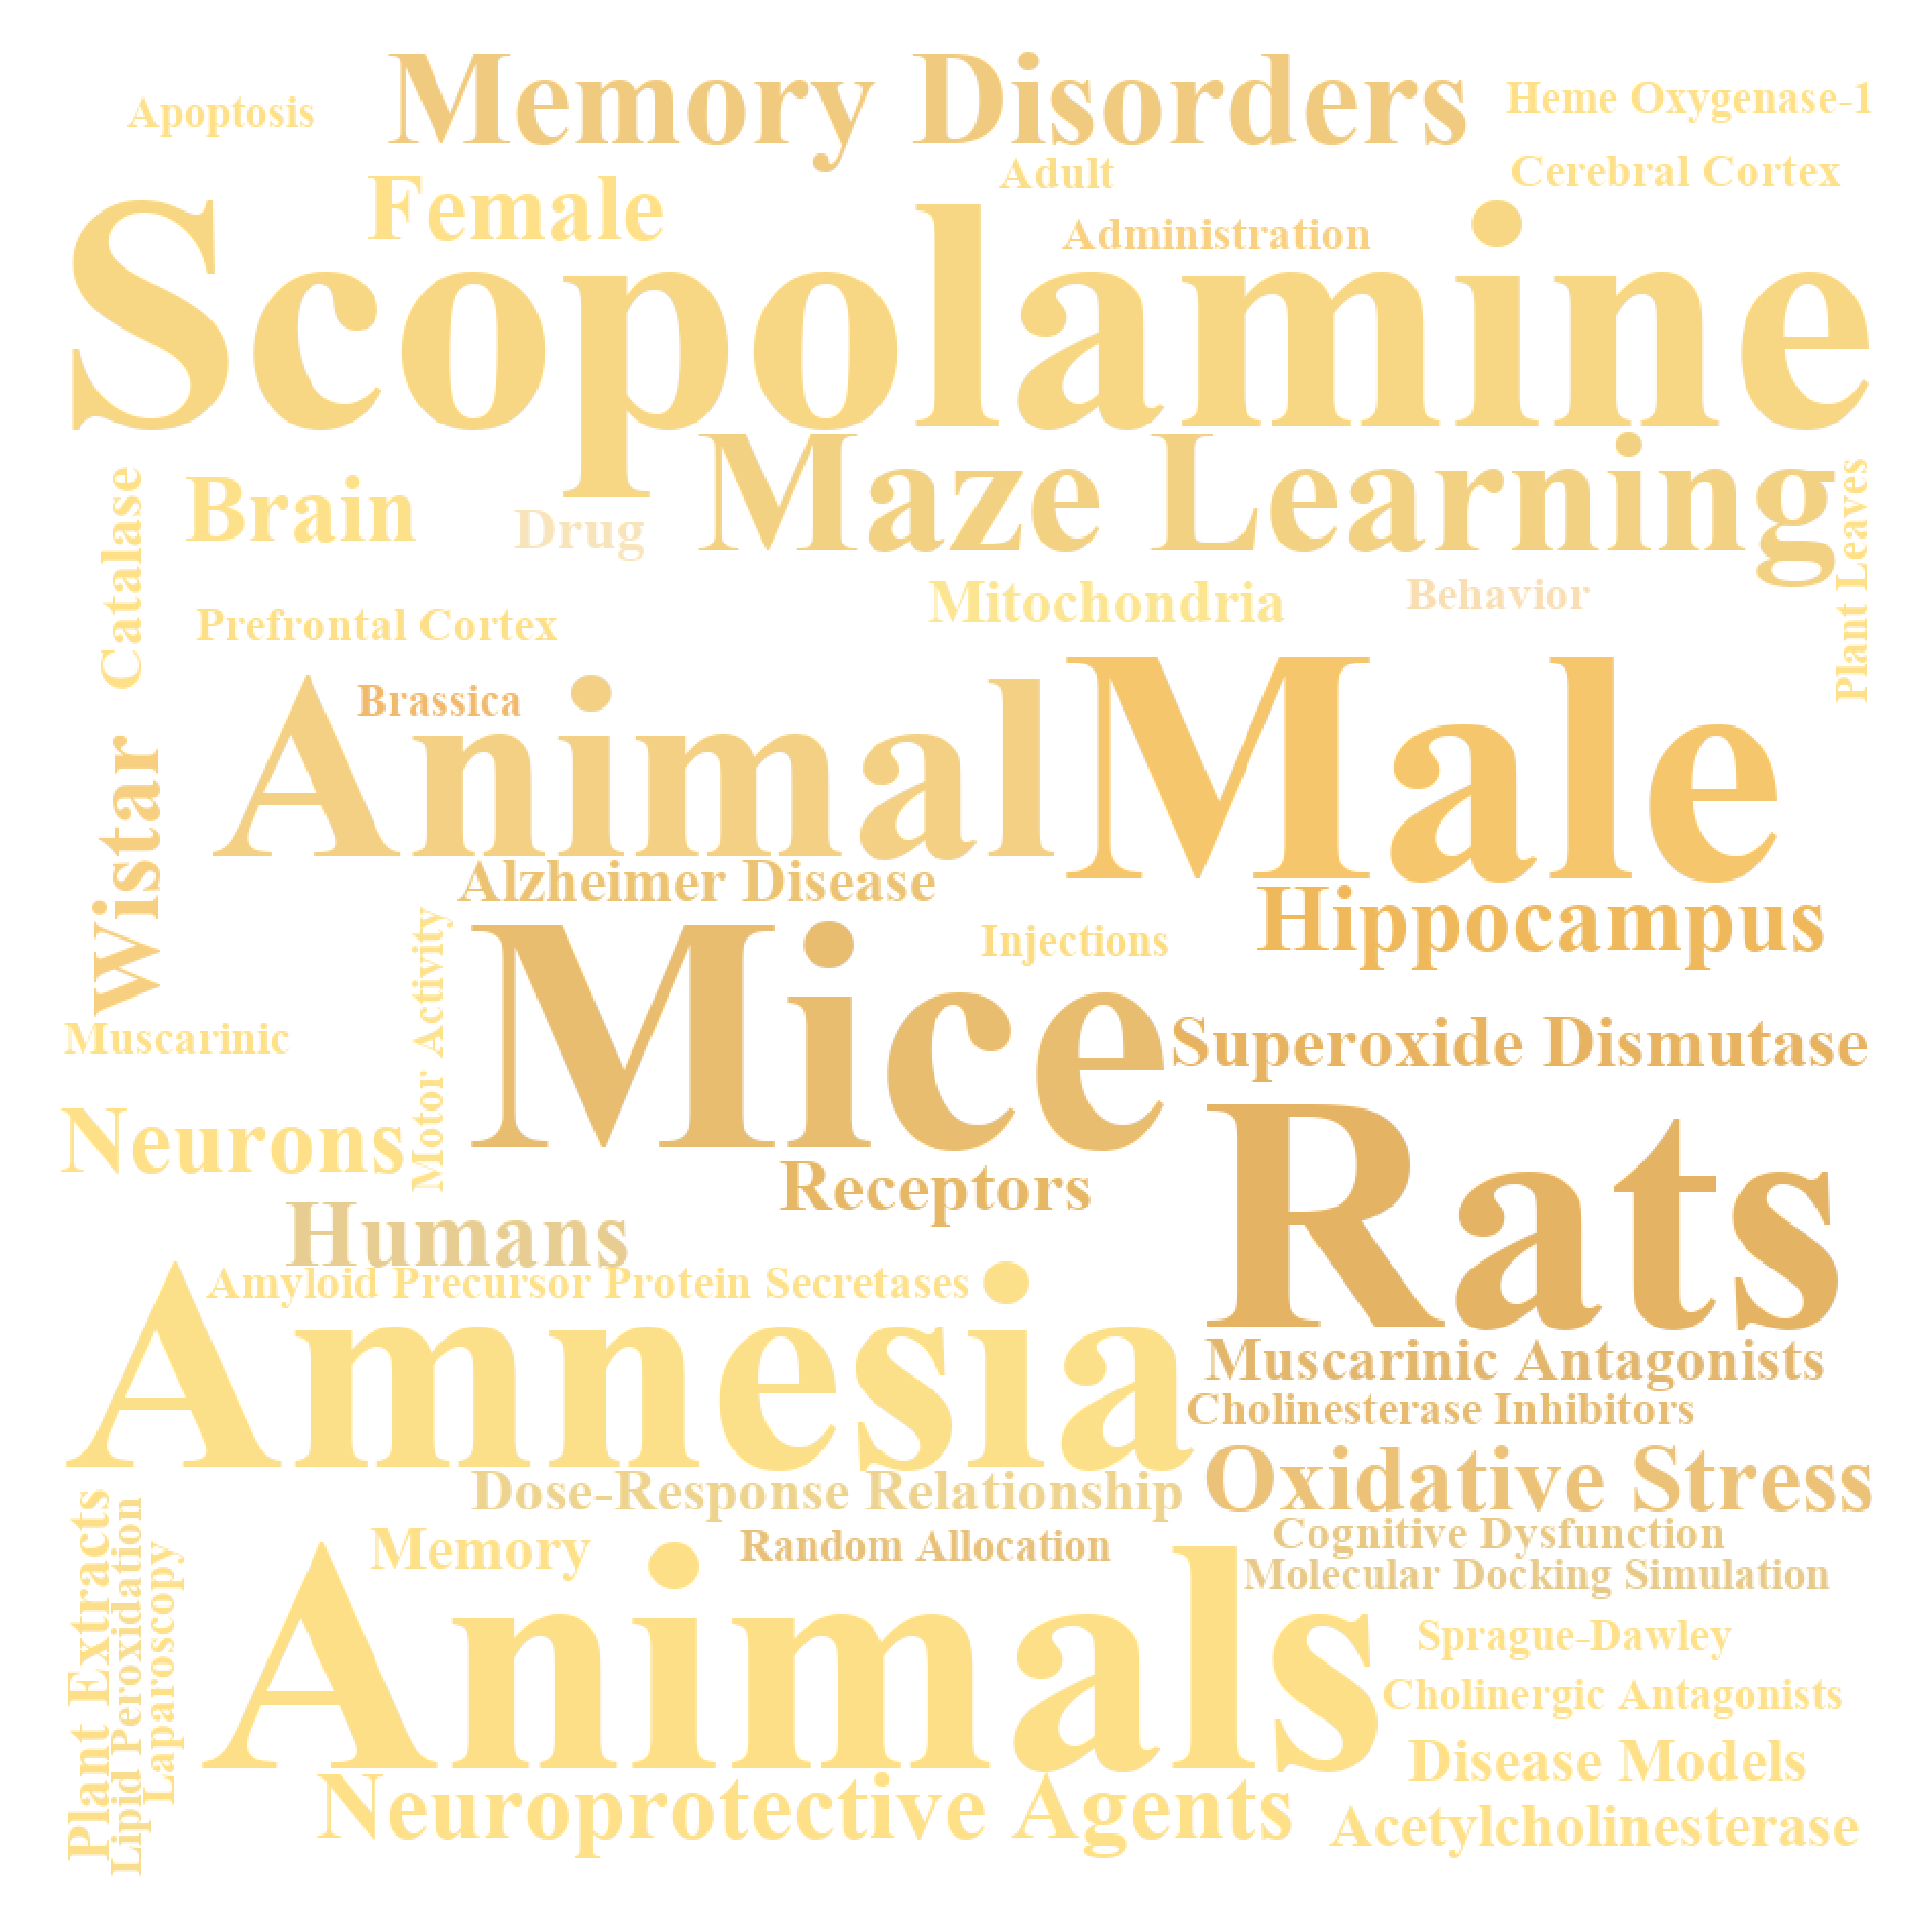 Memory Disorders
Apoptosis
Heme Oxygenase-1
Adult
Cerebral Cortex
Female
Administration
Scopolamine
Maze Learning
Brain
Drug
Catalase
Plant Leaves
Mitochondria
Behavior
Prefrontal Cortex
Brassica
Animal
Male
Wistar
Alzheimer Disease
Hippocampus
Injections
Motor Activity
Mice
Muscarinic
Superoxide Dismutase
Neurons
Rats
Receptors
Humans
Amyloid Precursor Protein Secretases
Amnesia
Muscarinic Antagonists
Cholinesterase Inhibitors
Oxidative Stress
Dose-Response Relationship
Memory
Random Allocation
Cognitive Dysfunction
Molecular Docking Simulation
Plant Extracts
Lipid Peroxidation
Laparoscopy
Animals
Sprague-Dawley
Cholinergic Antagonists
Disease Models
Neuroprotective Agents
Acetylcholinesterase